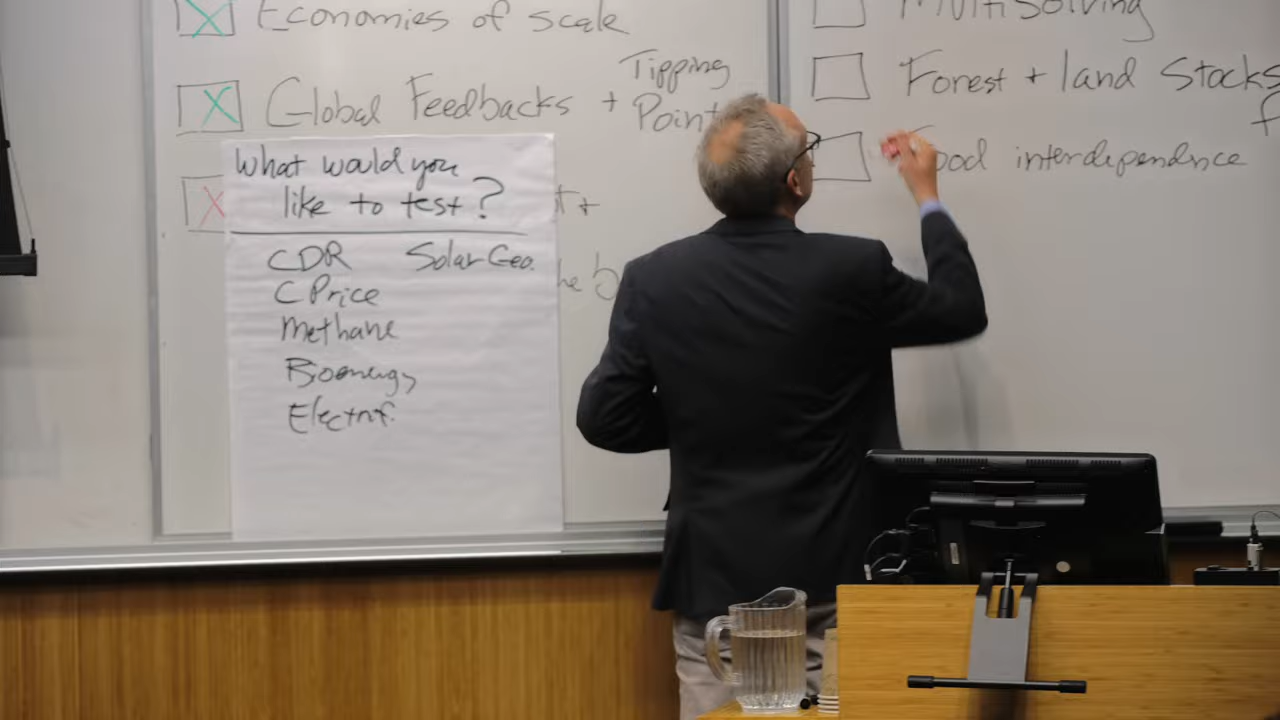 Economies of scale
Global Feedbacks + Tipping
Point
What would you
like to test?
CDR Solar Geo.
C Price
Methane
Bioenergy
Electrif.
Multisolving
Forest + land Stocks
Food interdependence